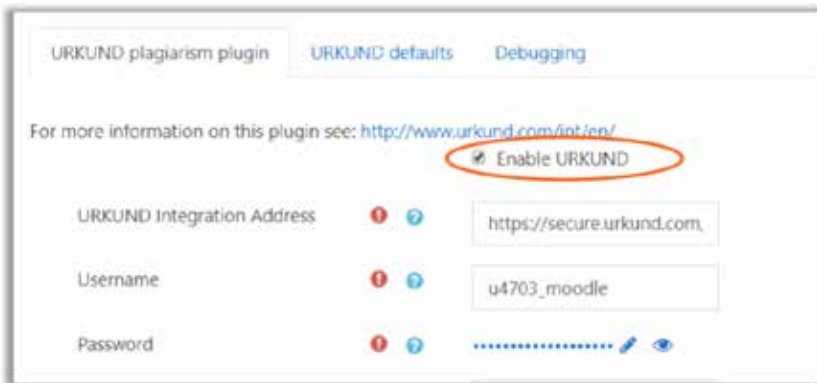 URKUND plagiarism plugin URKUND defaults Debugging
For more information on this plugin see: http://www.urkund.com/int/en/
Enable URKUND
URKUND Integration Address https://secure.urkund.com,
Username u4703_moodle
Password